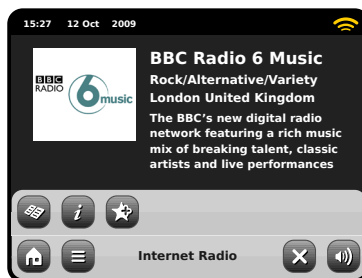 15:27 12 Oct 2009
BBC Radio 6 Music
BBC
RADIO
6
music
Rock/Alternative/Variety
London United Kingdom
The BBC's new digital radio
network featuring a rich music
mix of breaking talent, classic
artists and live performances
i
Internet Radio